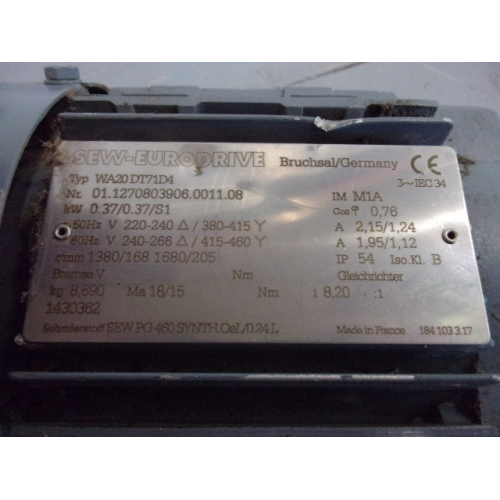 SEW-EURODRIVE Bruchsal/Germany CE
Typ WA20 DT71D4 3~IEC 34
Nr. 01.1270803906.0011.08 IM M1A
kW 0.37/0.37/S1 Cos φ 0,76
50Hz V 220-240 Δ / 380-415 Y A 2,15/1,24
60Hz V 240-266 Δ / 415-460 Y A 1,95/1,12
r/min 1380/168 1680/205 IP 54 Iso.Kl. B
Bremse V Nm Gleichrichter
kg 8,690 Ma 18/15 Nm i 8,20 :1
1430362
Schmierstoff SEW PG 460 SYNTH.Oel./0.24 L Made in France 184 103 3.17